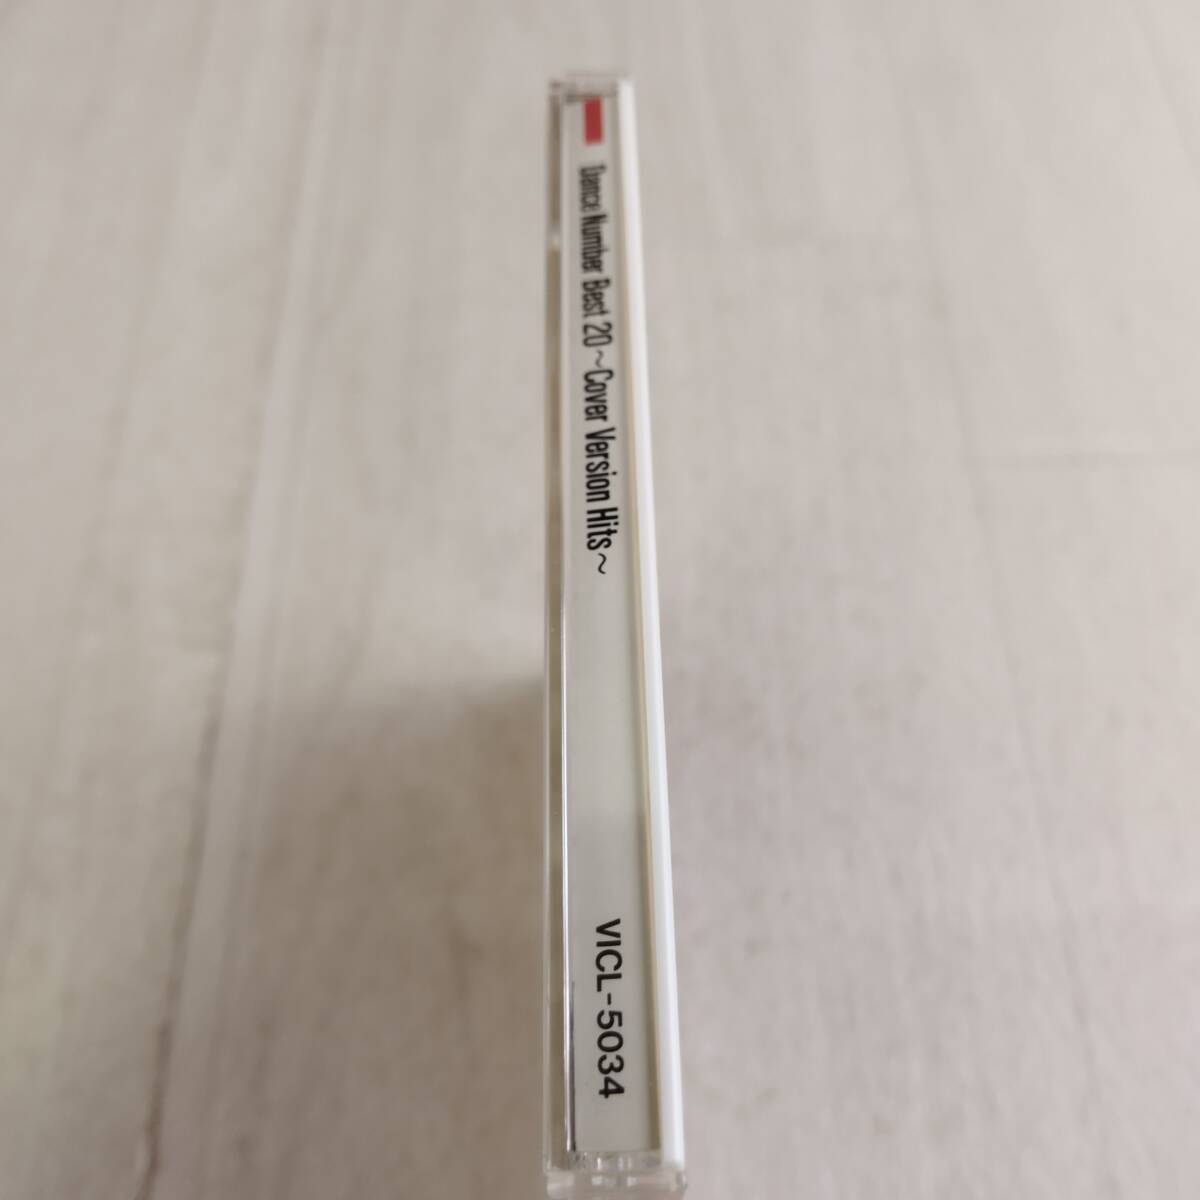 Dance Number Best 20～Cover Version Hits～
VICL-5034